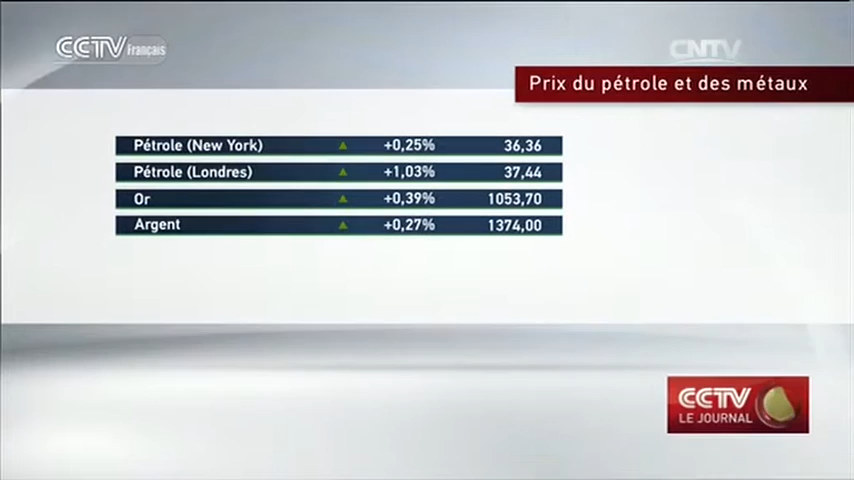 CCTV Français
CNTV
Prix du pétrole et des métaux
Pétrole (New York) ▲ +0,25% 36,36
Pétrole (Londres) ▲ +1,03% 37,44
Or ▲ +0,39% 1053,70
Argent ▲ +0,27% 1374,00
CCTV
LE JOURNAL